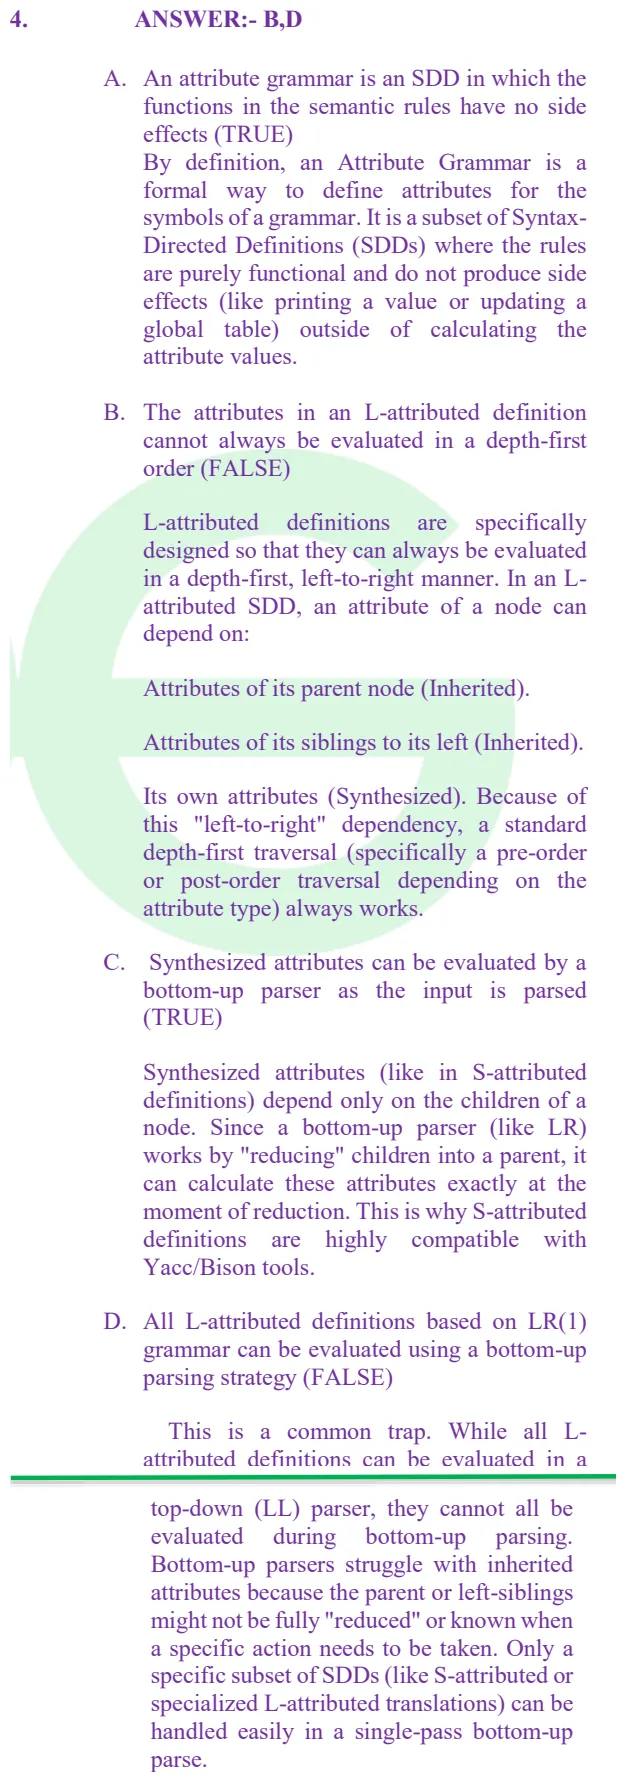 4. ANSWER:- B,D
A. An attribute grammar is an SDD in which the
functions in the semantic rules have no side
effects (TRUE)
By definition, an Attribute Grammar is a
formal way to define attributes for the
symbols of a grammar. It is a subset of Syntax-
Directed Definitions (SDDs) where the rules
are purely functional and do not produce side
effects (like printing a value or updating a
global table) outside of calculating the
attribute values.
B. The attributes in an L-attributed definition
cannot always be evaluated in a depth-first
order (FALSE)
L-attributed definitions are specifically
designed so that they can always be evaluated
in a depth-first, left-to-right manner. In an L-
attributed SDD, an attribute of a node can
depend on:
Attributes of its parent node (Inherited).
Attributes of its siblings to its left (Inherited).
Its own attributes (Synthesized). Because of
this "left-to-right" dependency, a standard
depth-first traversal (specifically a pre-order
or post-order traversal depending on the
attribute type) always works.
C. Synthesized attributes can be evaluated by a
bottom-up parser as the input is parsed
(TRUE)
Synthesized attributes (like in S-attributed
definitions) depend only on the children of a
node. Since a bottom-up parser (like LR)
works by "reducing" children into a parent, it
can calculate these attributes exactly at the
moment of reduction. This is why S-attributed
definitions are highly compatible with
Yacc/Bison tools.
D. All L-attributed definitions based on LR(1)
grammar can be evaluated using a bottom-up
parsing strategy (FALSE)
This is a common trap. While all L-
attributed definitions can be evaluated in a
top-down (LL) parser, they cannot all be
evaluated during bottom-up parsing.
Bottom-up parsers struggle with inherited
attributes because the parent or left-siblings
might not be fully "reduced" or known when
a specific action needs to be taken. Only a
specific subset of SDDs (like S-attributed or
specialized L-attributed translations) can be
handled easily in a single-pass bottom-up
parse.